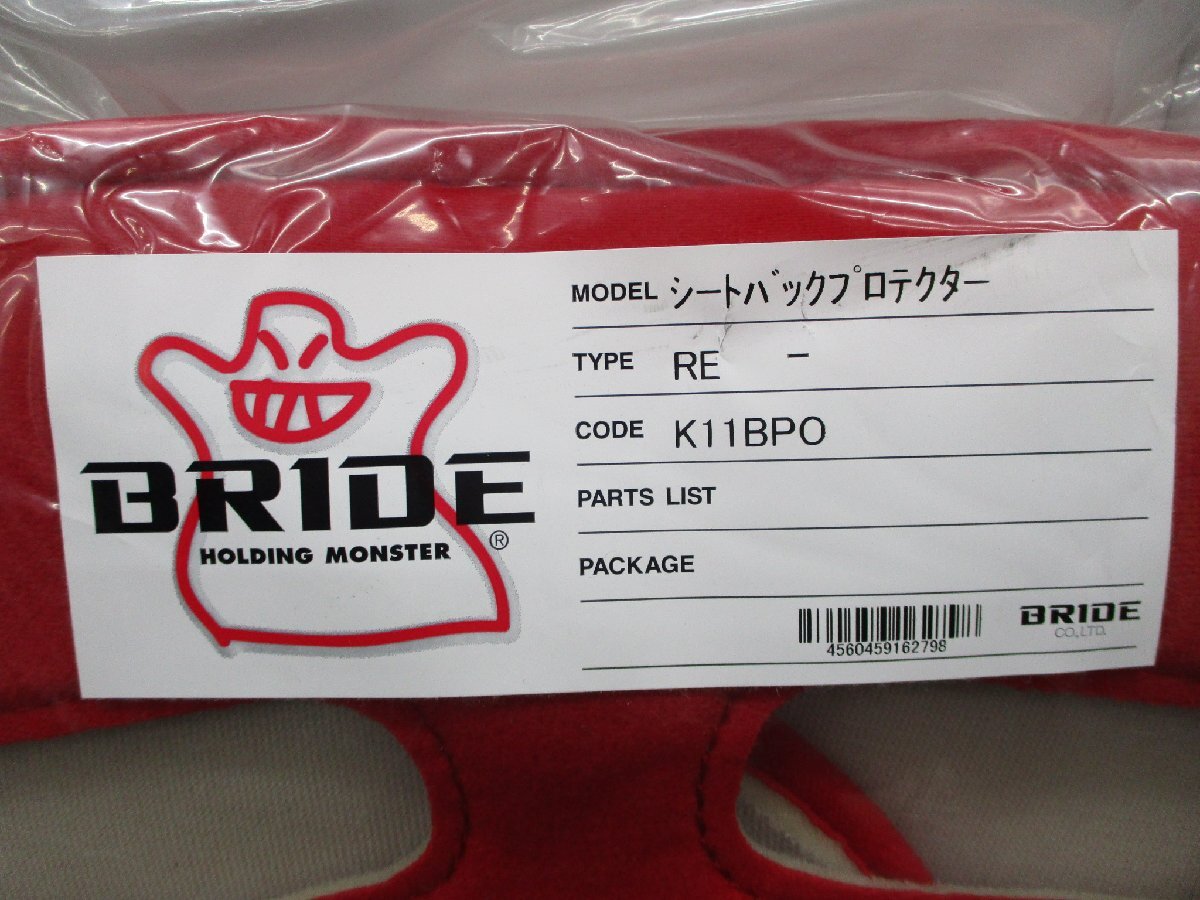 BRIDE
HOLDING MONSTER ®
MODEL シートバックプロテクター
TYPE RE −
CODE K11BPO
PARTS LIST
PACKAGE
4560459162798
BRIDE
CO.,LTD.